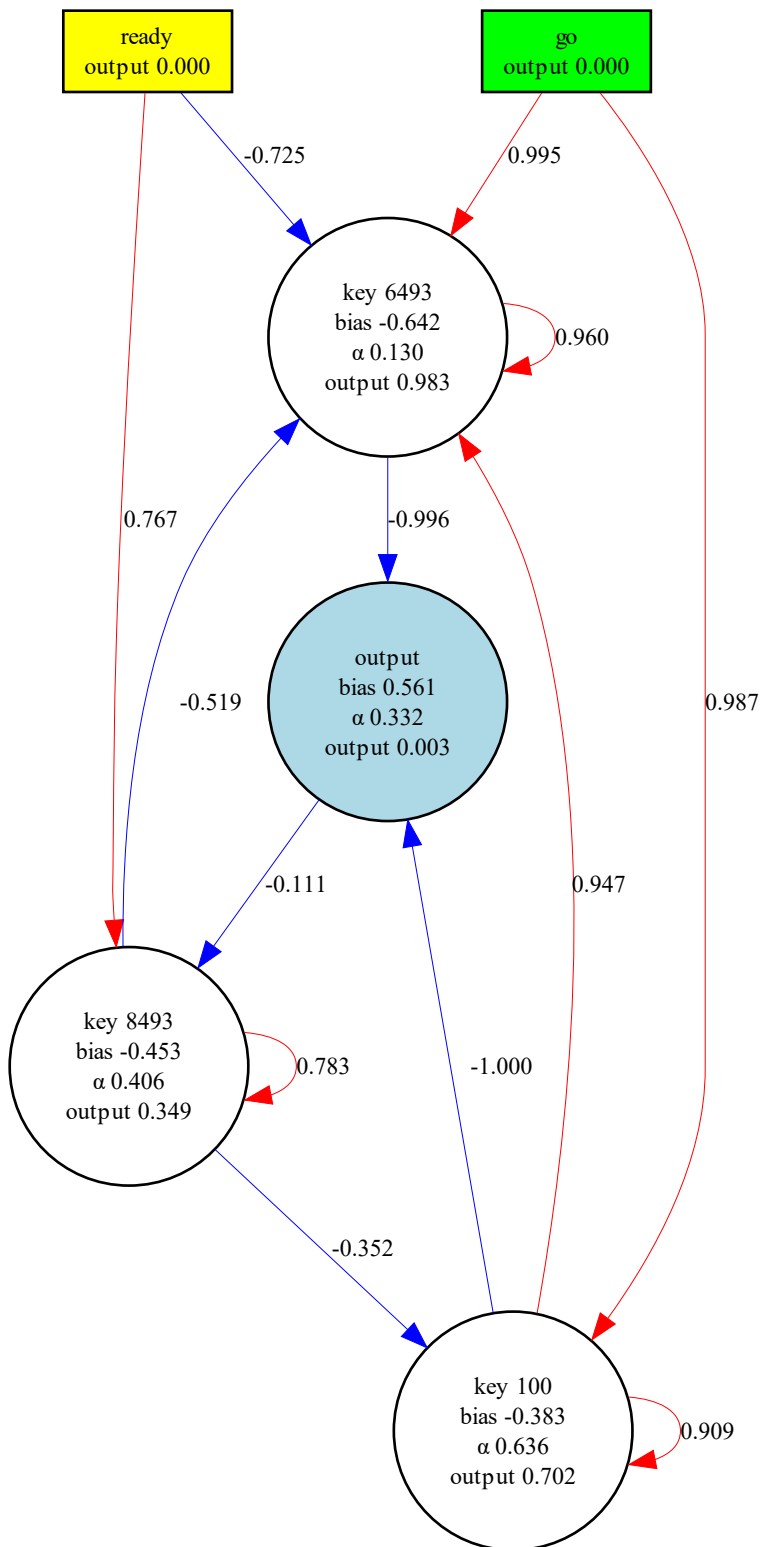 ready
output 0.000
go
output 0.000
-0.725
0.995
key 6493
bias -0.642
α 0.130
output 0.983
0.960
0.767
-0.996
-0.519
output
bias 0.561
α 0.332
output 0.003
0.987
-0.111
0.947
key 8493
bias -0.453
α 0.406
output 0.349
0.783
-1.000
-0.352
key 100
bias -0.383
α 0.636
output 0.702
0.909